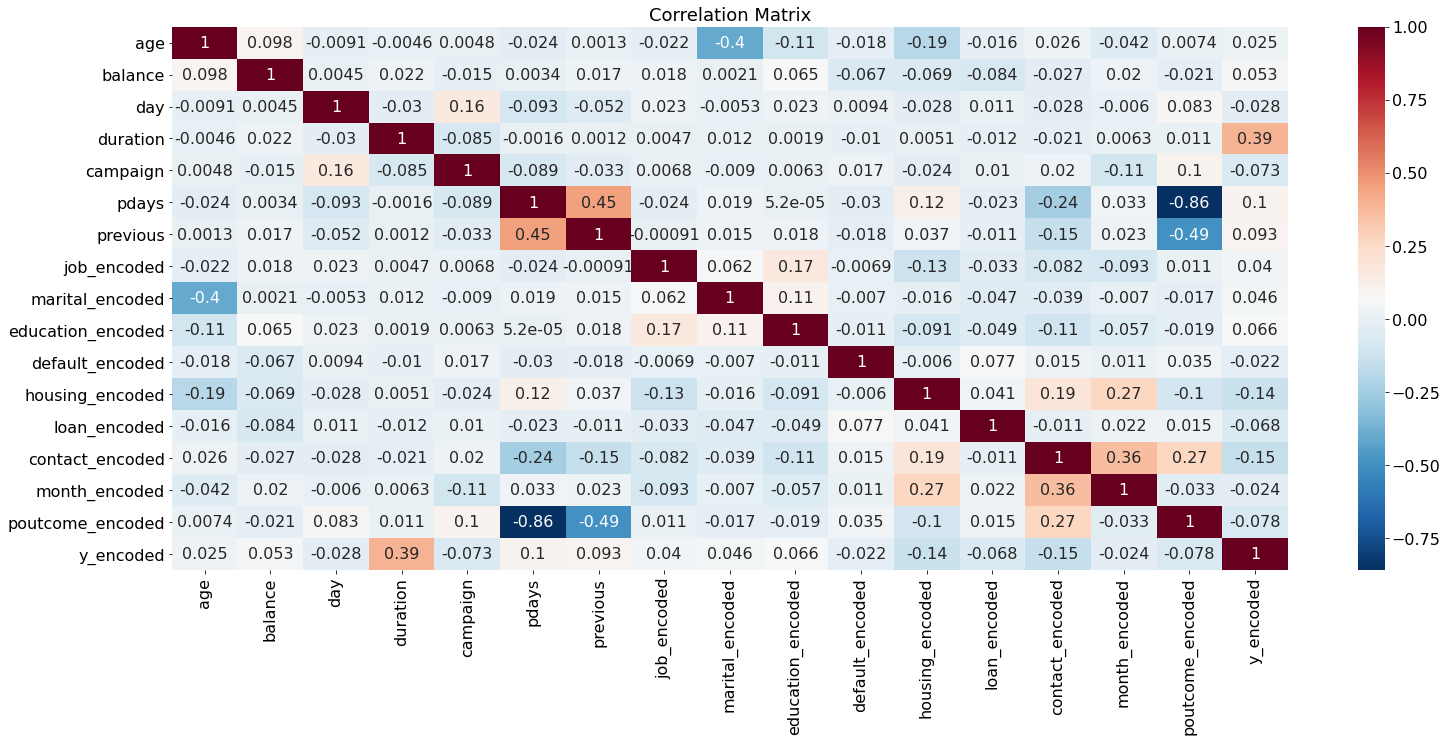 Correlation Matrix
age 1 0.098 -0.0091 -0.0046 0.0048 -0.024 0.0013 -0.022 -0.4 -0.11 -0.018 -0.19 -0.016 0.026 -0.042 0.0074 0.025
balance 0.098 1 0.0045 0.022 -0.015 0.0034 0.017 0.018 0.0021 0.065 -0.067 -0.069 -0.084 -0.027 0.02 -0.021 0.053
day -0.0091 0.0045 1 -0.03 0.16 -0.093 -0.052 0.023 -0.0053 0.023 0.0094 -0.028 0.011 -0.028 -0.006 0.083 -0.028
duration -0.0046 0.022 -0.03 1 -0.085 -0.0016 0.0012 0.0047 0.012 0.0019 -0.01 0.0051 -0.012 -0.021 0.0063 0.011 0.39
campaign 0.0048 -0.015 0.16 -0.085 1 -0.089 -0.033 0.0068 -0.009 0.0063 0.017 -0.024 0.01 0.02 -0.11 0.1 -0.073
pdays -0.024 0.0034 -0.093 -0.0016 -0.089 1 0.45 -0.024 0.019 5.2e-05 -0.03 0.12 -0.023 -0.24 0.033 -0.86 0.1
previous 0.0013 0.017 -0.052 0.0012 -0.033 0.45 1 -0.00091 0.015 0.018 -0.018 0.037 -0.011 -0.15 0.023 -0.49 0.093
job_encoded -0.022 0.018 0.023 0.0047 0.0068 -0.024 -0.00091 1 0.062 0.17 -0.0069 -0.13 -0.033 -0.082 -0.093 0.011 0.04
marital_encoded -0.4 0.0021 -0.0053 0.012 -0.009 0.019 0.015 0.062 1 0.11 -0.007 -0.016 -0.047 -0.039 -0.007 -0.017 0.046
education_encoded -0.11 0.065 0.023 0.0019 0.0063 5.2e-05 0.018 0.17 0.11 1 -0.011 -0.091 -0.049 -0.11 -0.057 -0.019 0.066
default_encoded -0.018 -0.067 0.0094 -0.01 0.017 -0.03 -0.018 -0.0069 -0.007 -0.011 1 -0.006 0.077 0.015 0.011 0.035 -0.022
housing_encoded -0.19 -0.069 -0.028 0.0051 -0.024 0.12 0.037 -0.13 -0.016 -0.091 -0.006 1 0.041 0.19 0.27 -0.1 -0.14
loan_encoded -0.016 -0.084 0.011 -0.012 0.01 -0.023 -0.011 -0.033 -0.047 -0.049 0.077 0.041 1 -0.011 0.022 0.015 -0.068
contact_encoded 0.026 -0.027 -0.028 -0.021 0.02 -0.24 -0.15 -0.082 -0.039 -0.11 0.015 0.19 -0.011 1 0.36 0.27 -0.15
month_encoded -0.042 0.02 -0.006 0.0063 -0.11 0.033 0.023 -0.093 -0.007 -0.057 0.011 0.27 0.022 0.36 1 -0.033 -0.024
poutcome_encoded 0.0074 -0.021 0.083 0.011 0.1 -0.86 -0.49 0.011 -0.017 -0.019 0.035 -0.1 0.015 0.27 -0.033 1 -0.078
y_encoded 0.025 0.053 -0.028 0.39 -0.073 0.1 0.093 0.04 0.046 0.066 -0.022 -0.14 -0.068 -0.15 -0.024 -0.078 1
age
balance
day
duration
campaign
pdays
previous
job_encoded
marital_encoded
education_encoded
default_encoded
housing_encoded
loan_encoded
contact_encoded
month_encoded
poutcome_encoded
y_encoded
1.00
0.75
0.50
0.25
0.00
−0.25
−0.50
−0.75